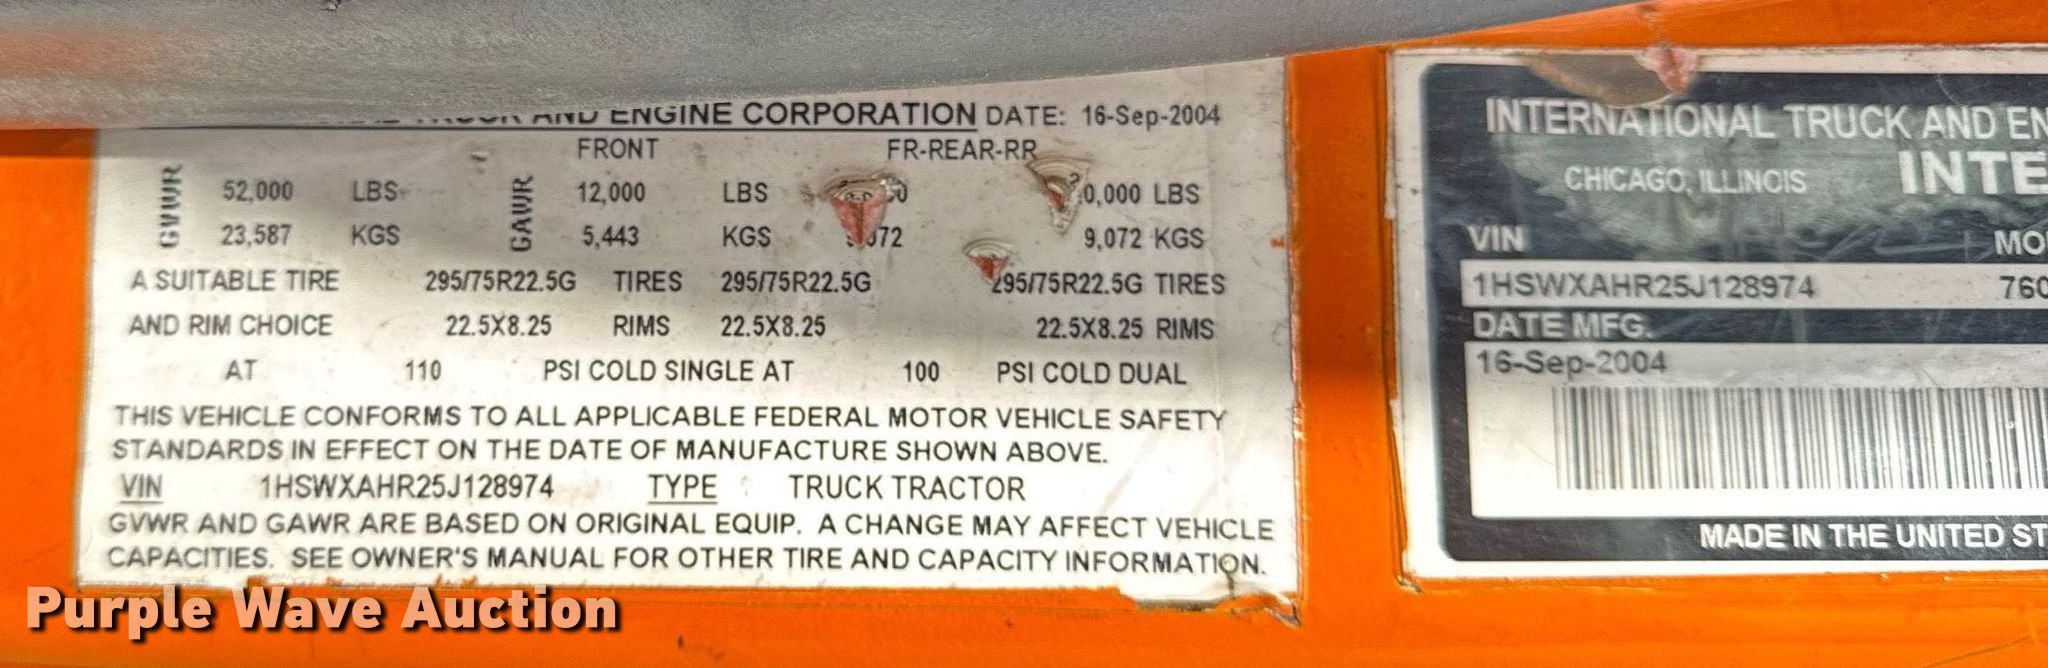 AND ENGINE CORPORATION DATE: 16-Sep-2004
FRONT FR-REAR-RR
GVWR 52,000 LBS GAWR 12,000 LBS 0,000 LBS
23,587 KGS 5,443 KGS 9,072 KGS
A SUITABLE TIRE 295/75R22.5G TIRES 295/75R22.5G 295/75R22.5G TIRES
AND RIM CHOICE 22.5X8.25 RIMS 22.5X8.25 22.5X8.25 RIMS
AT 110 PSI COLD SINGLE AT 100 PSI COLD DUAL
THIS VEHICLE CONFORMS TO ALL APPLICABLE FEDERAL MOTOR VEHICLE SAFETY
STANDARDS IN EFFECT ON THE DATE OF MANUFACTURE SHOWN ABOVE.
VIN 1HSWXAHR25J128974 TYPE TRUCK TRACTOR
GVWR AND GAWR ARE BASED ON ORIGINAL EQUIP. A CHANGE MAY AFFECT VEHICLE
CAPACITIES. SEE OWNER'S MANUAL FOR OTHER TIRE AND CAPACITY INFORMATION.
INTERNATIONAL TRUCK AND EN
CHICAGO, ILLINOIS INTE
VIN MO
1HSWXAHR25J128974 760
DATE MFG.
16-Sep-2004
MADE IN THE UNITED ST
Purple Wave Auction